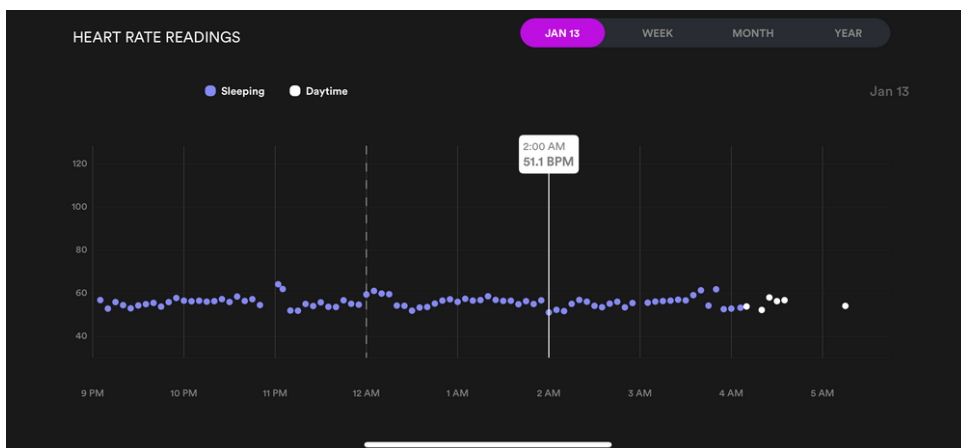 HEART RATE READINGS
JAN 13 WEEK MONTH YEAR
Sleeping Daytime
Jan 13
2:00 AM
51.1 BPM
120
100
80
60
40
9 PM 10 PM 11 PM 12 AM 1 AM 2 AM 3 AM 4 AM 5 AM